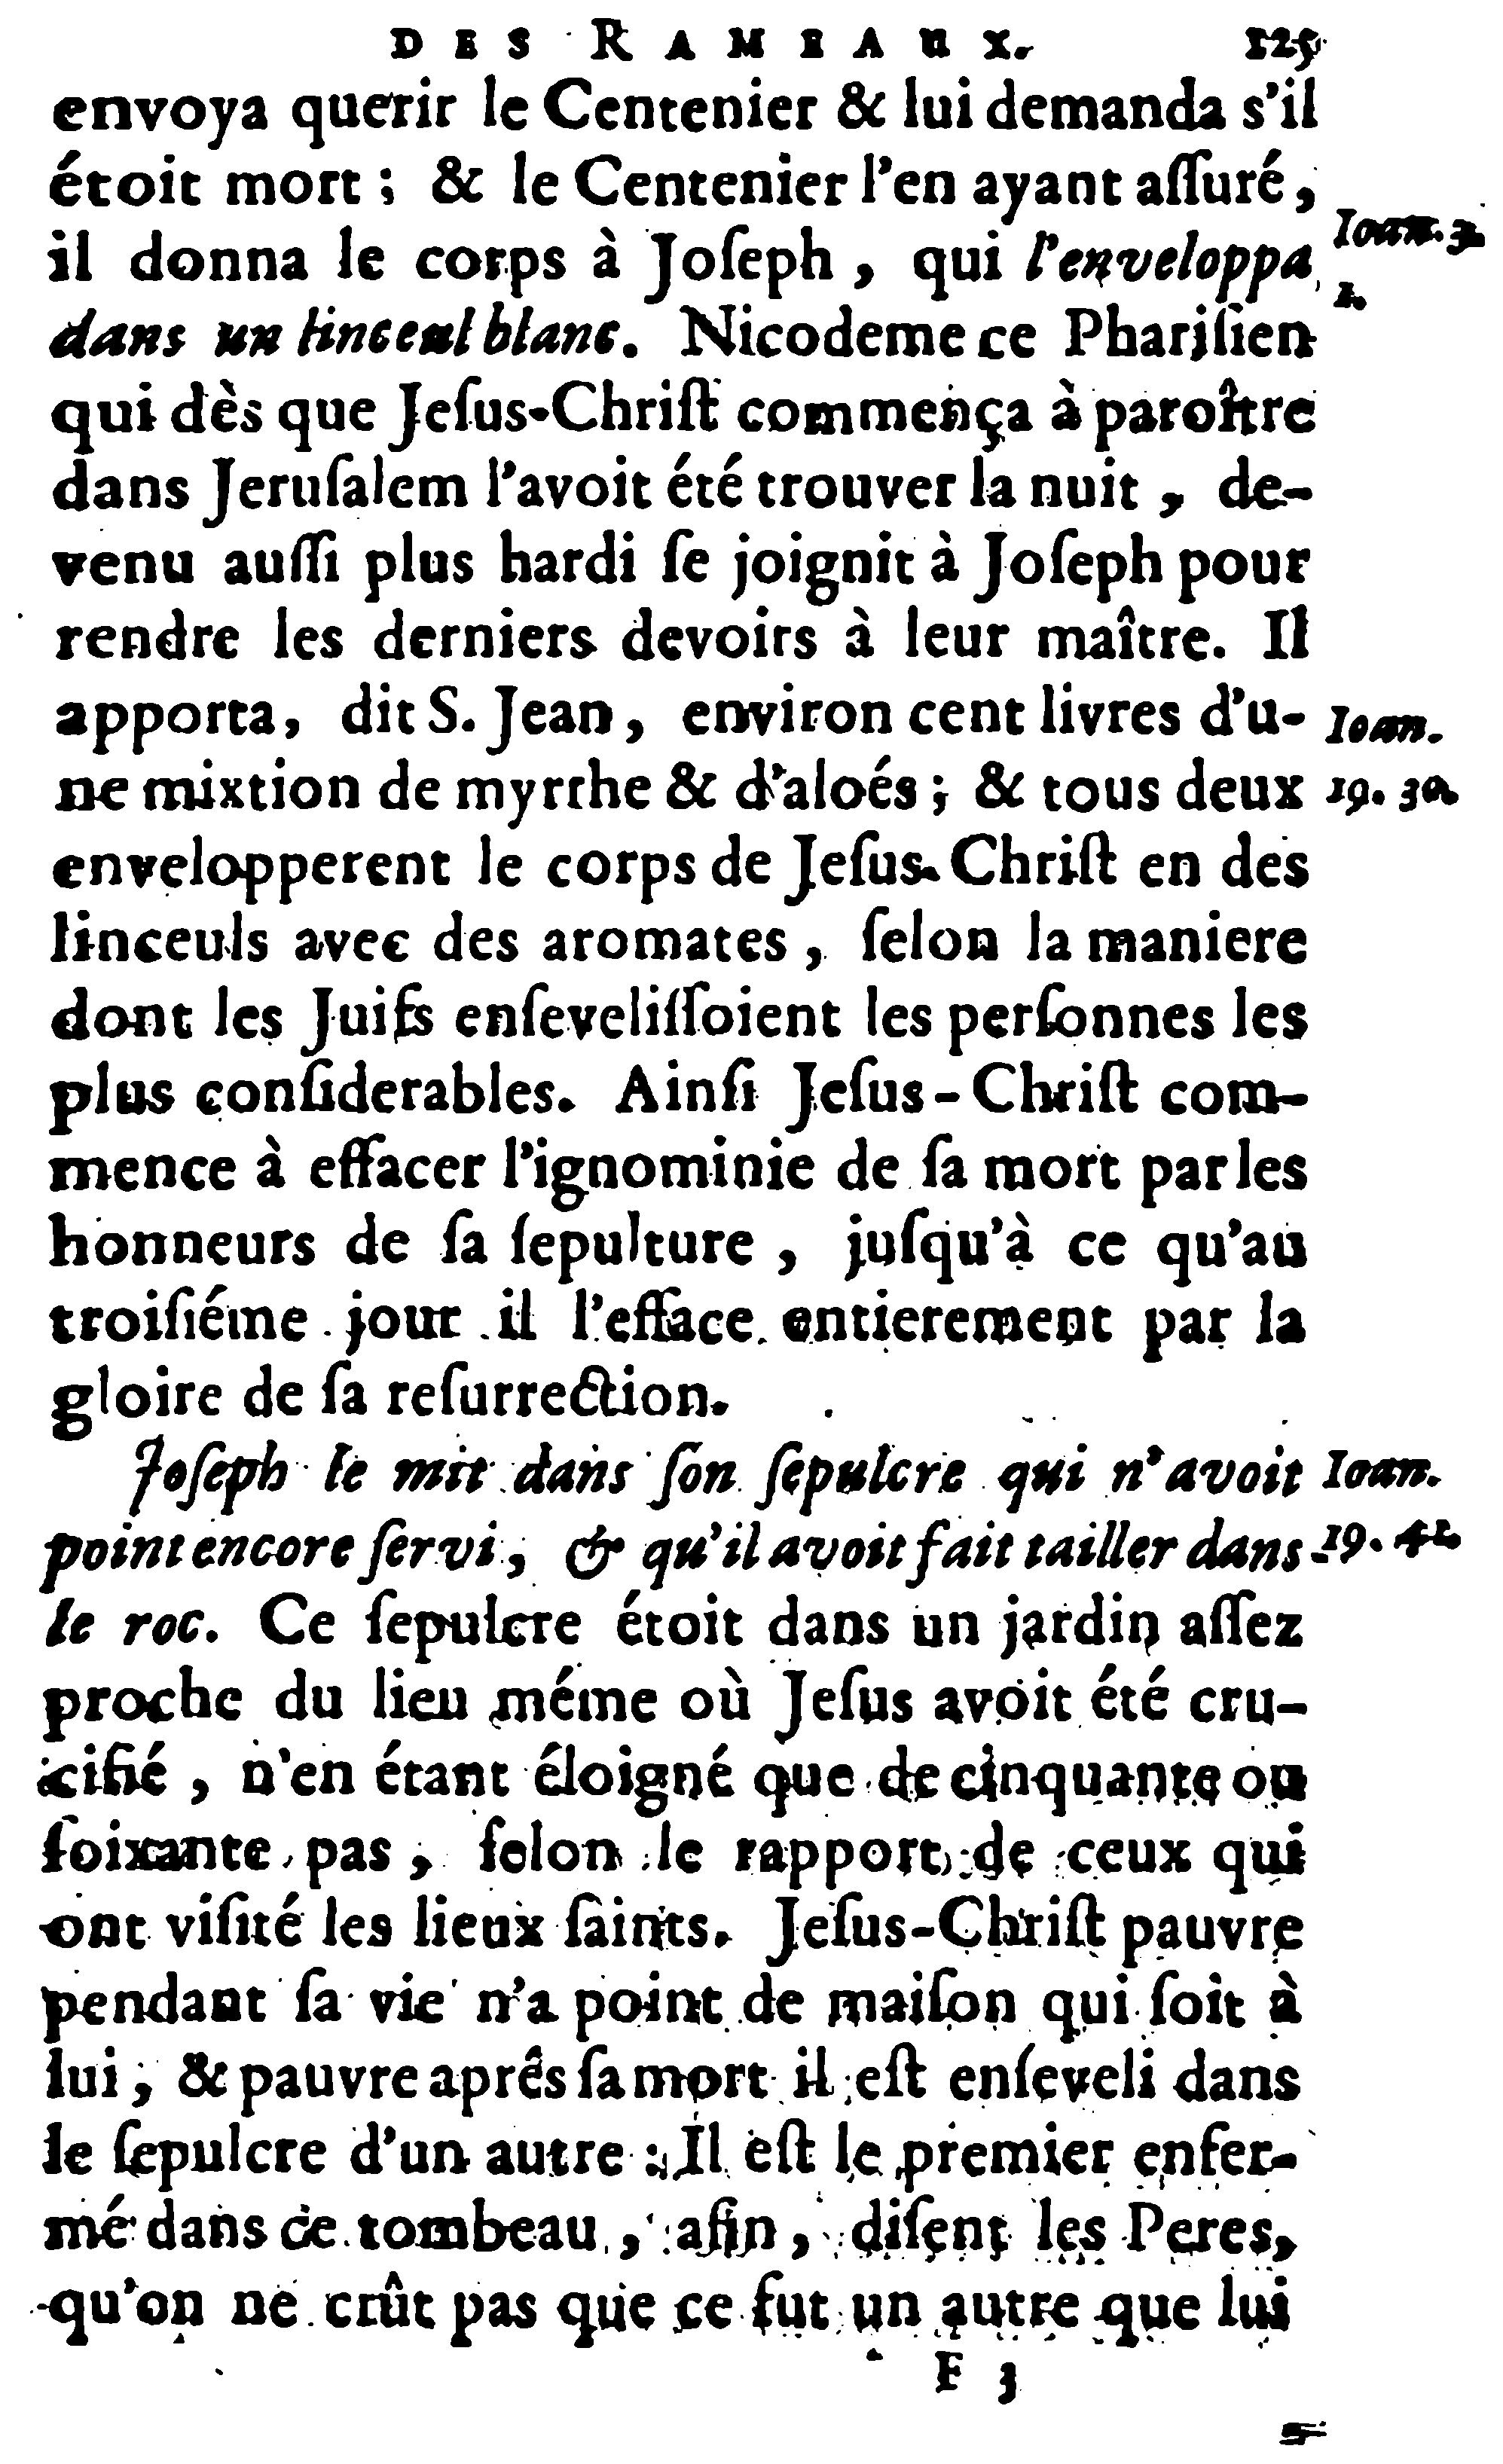 DES RAMEAUX. 125
envoya querir le Centenier & lui demanda s'il
étoit mort ; & le Centenier l'en ayant aſſuré,
il donna le corps à Joſeph , qui l'enveloppa
Ioan. 3.
1.
dans un linceul blanc. Nicodeme ce Phariſien
qui dès que Jeſus-Chriſt commença à paroître
dans Jeruſalem l'avoit été trouver la nuit , de-
venu auſſi plus hardi ſe joignit à Joſeph pour
rendre les derniers devoirs à leur maître. Il
apporta, dit S. Jean, environ cent livres d'u-
Ioan.
ne mixtion de myrrhe & d'aloés ; & tous deux
19.
envelopperent le corps de Jeſus-Chriſt en des
linceuls avec des aromates , ſelon la maniere
dont les Juifs enſeveliſſoient les perſonnes les
plus conſiderables. Ainſi Jeſus-Chriſt com-
mence à effacer l'ignominie de ſa mort par les
honneurs de ſa ſepulture , juſqu'à ce qu'au
troiſiéme jour il l'efface entierement par la
gloire de ſa reſurrection.
Joſeph le mit dans ſon ſepulcre qui n'avoit
Ioan.
point encore ſervi, & qu'il avoit fait tailler dans
19.
le roc. Ce ſepulcre étoit dans un jardin aſſez
proche du lieu méme où Jeſus avoit été cru-
cifié , n'en étant éloigné que de cinquante ou
ſoixante pas , ſelon le rapport de ceux qui
ont viſité les lieux ſaints. Jeſus-Chriſt pauvre
pendant ſa vie n'a point de maiſon qui ſoit à
lui , & pauvre aprês ſa mort il eſt enſeveli dans
le ſepulcre d'un autre : Il eſt le premier enfer-
mé dans ce tombeau , afin , diſent les Peres,
qu'on ne crût pas que ce fut un autre que lui
F 3